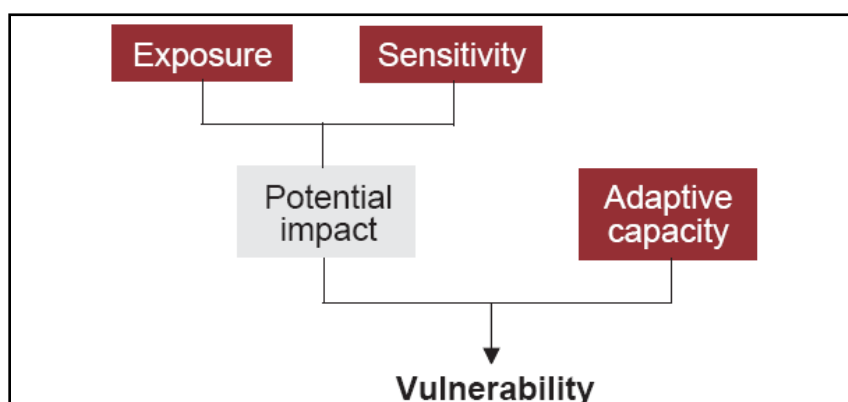 Exposure
Sensitivity
Potential
impact
Adaptive
capacity
Vulnerability